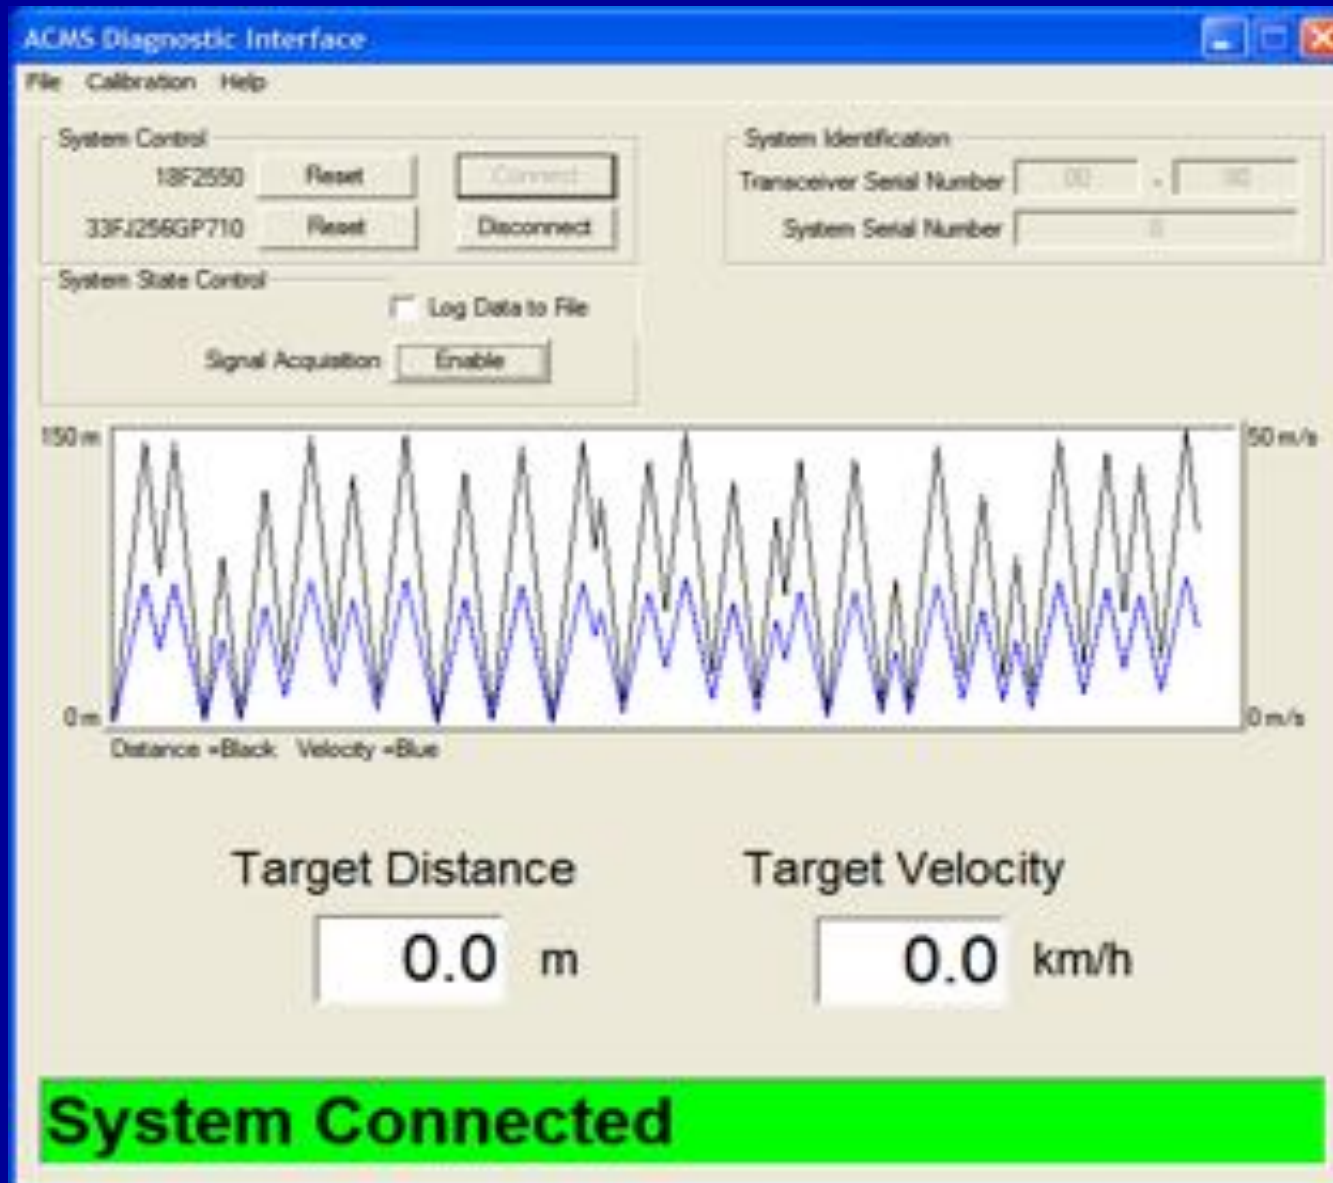 ACMS Diagnostic Interface
File Calibration Help
System Control
18F2550 Reset Connect
33FJ256GP710 Reset Disconnect
System Identification
Transceiver Serial Number 00 -
System Serial Number
System State Control
Log Data to File
Signal Acquisition Enable
150 m
50 m/s
0 m
0 m/s
Distance =Black Velocity =Blue
Target Distance
0.0 m
Target Velocity
0.0 km/h
System Connected